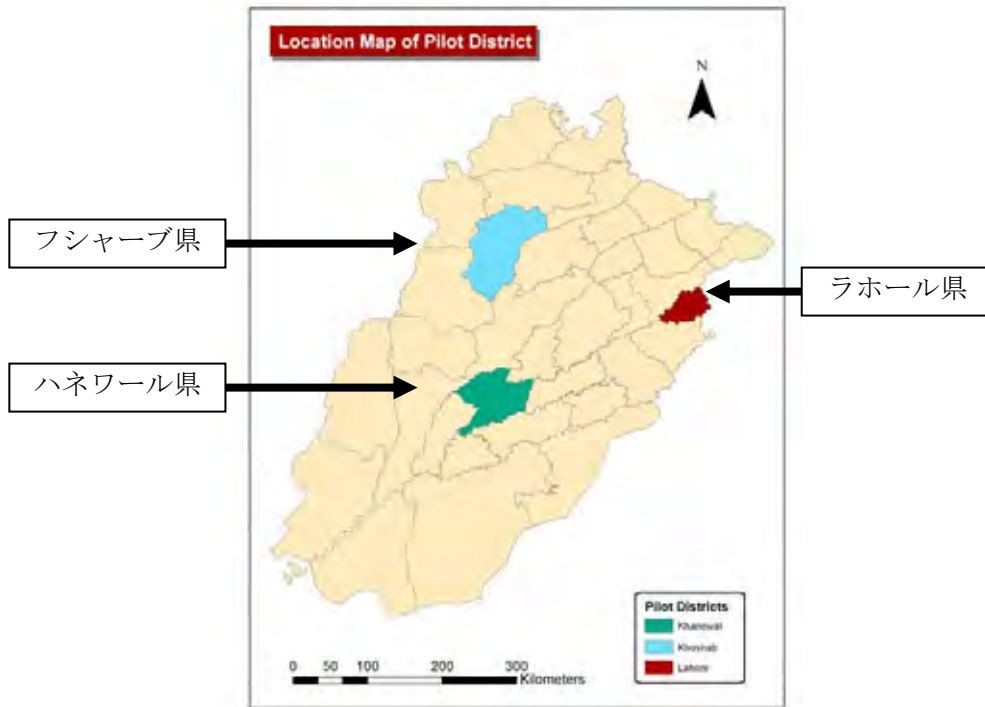 Location Map of Pilot District
N
フシャーブ県
ラホール県
ハネワール県
Pilot Districts
Khanewal
Khushab
Lahore
0 50 100 200 300
Kilometers